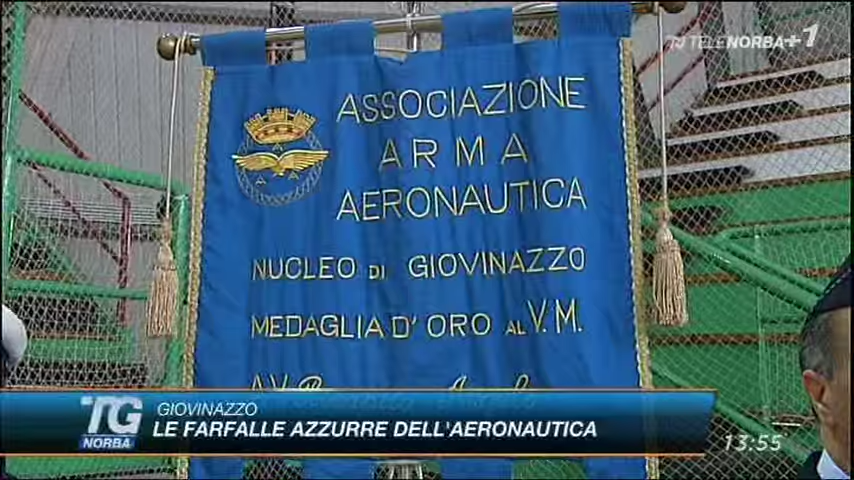 TG TELENORBA+1
ASSOCIAZIONE
ARMA
AERONAUTICA
NUCLEO DI GIOVINAZZO
MEDAGLIA D'ORO AL V.M.
TG NORBA
GIOVINAZZO
LE FARFALLE AZZURRE DELL'AERONAUTICA
13:55